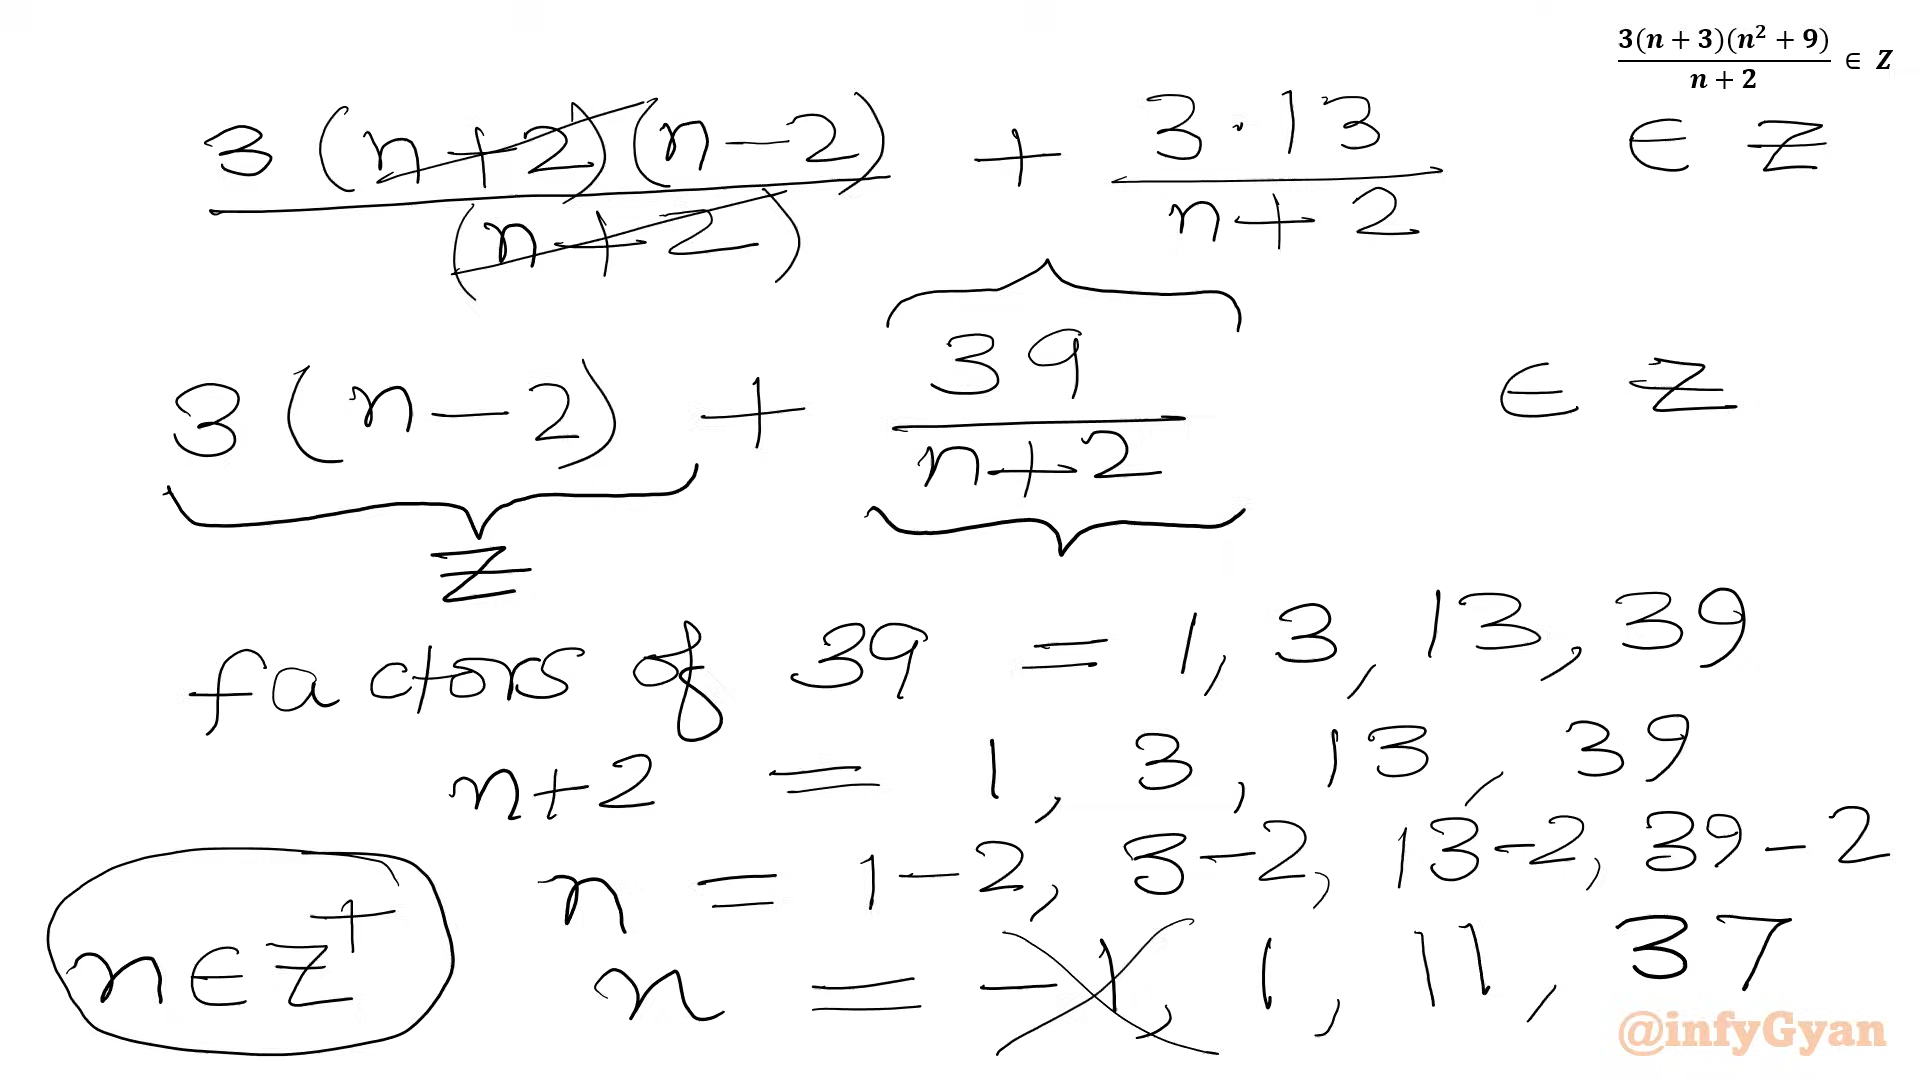 3(n+3)(n²+9)/(n+2) ∈ Z
3(n+2)(n-2)/(n+2) + 3·13/(n+2) ∈ Z
3(n-2) + 39/(n+2) ∈ Z
Z
factors of 39 = 1, 3, 13, 39
n+2 = 1, 3, 13, 39
n = 1-2, 3-2, 13-2, 39-2
n∈Z⁺
n = -1, 1, 11, 37
@infyGyan